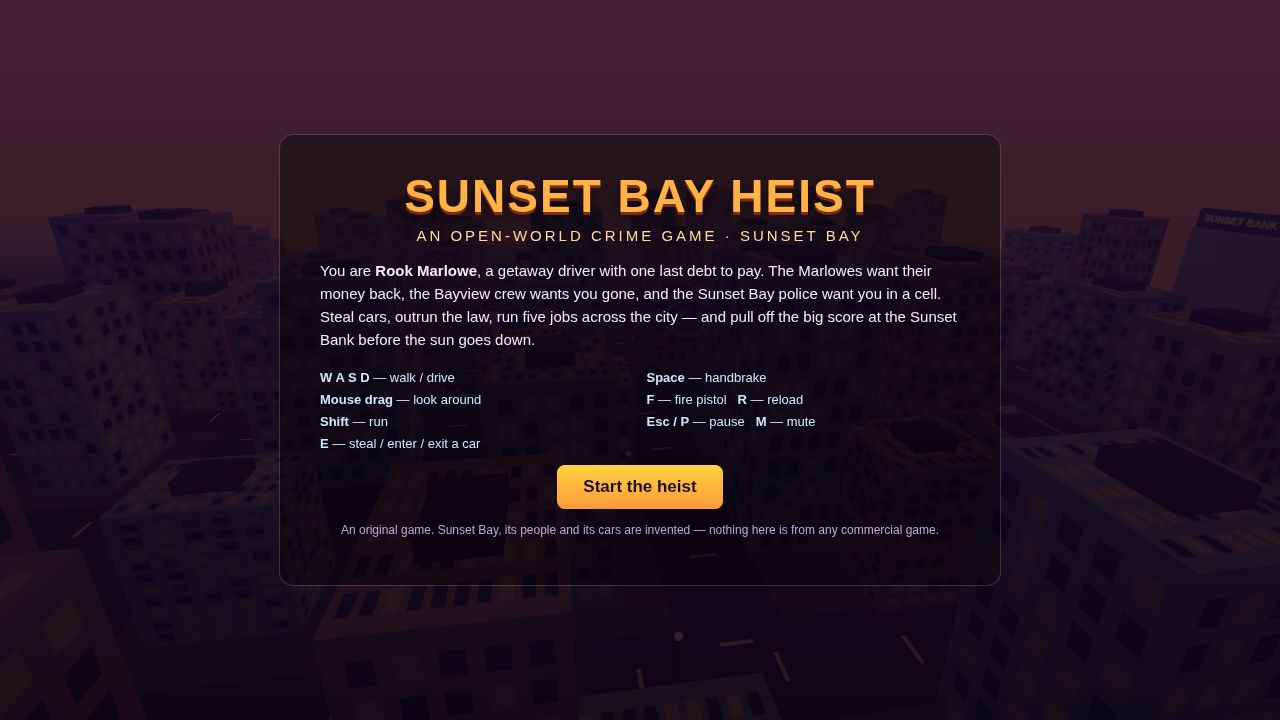 SUNSET BANK
SUNSET BAY HEIST
AN OPEN-WORLD CRIME GAME · SUNSET BAY
You are Rook Marlowe, a getaway driver with one last debt to pay. The Marlowes want their
money back, the Bayview crew wants you gone, and the Sunset Bay police want you in a cell.
Steal cars, outrun the law, run five jobs across the city — and pull off the big score at the Sunset
Bank before the sun goes down.
W A S D — walk / drive
Mouse drag — look around
Shift — run
E — steal / enter / exit a car
Space — handbrake
F — fire pistol R — reload
Esc / P — pause M — mute
Start the heist
An original game. Sunset Bay, its people and its cars are invented — nothing here is from any commercial game.